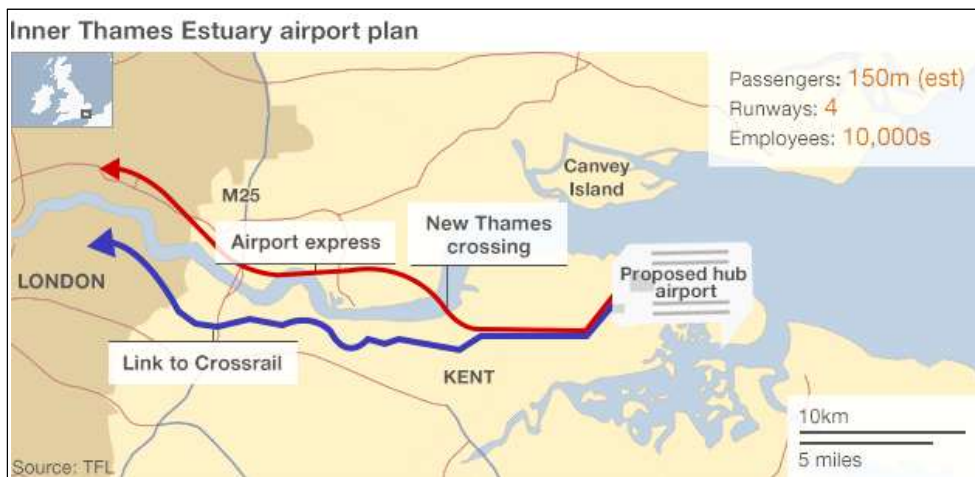 Inner Thames Estuary airport plan
Passengers: 150m (est)
Runways: 4
Employees: 10,000s
Canvey
Island
M25
New Thames
crossing
Airport express
Proposed hub
airport
LONDON
Link to Crossrail
KENT
10km
5 miles
Source: TFL